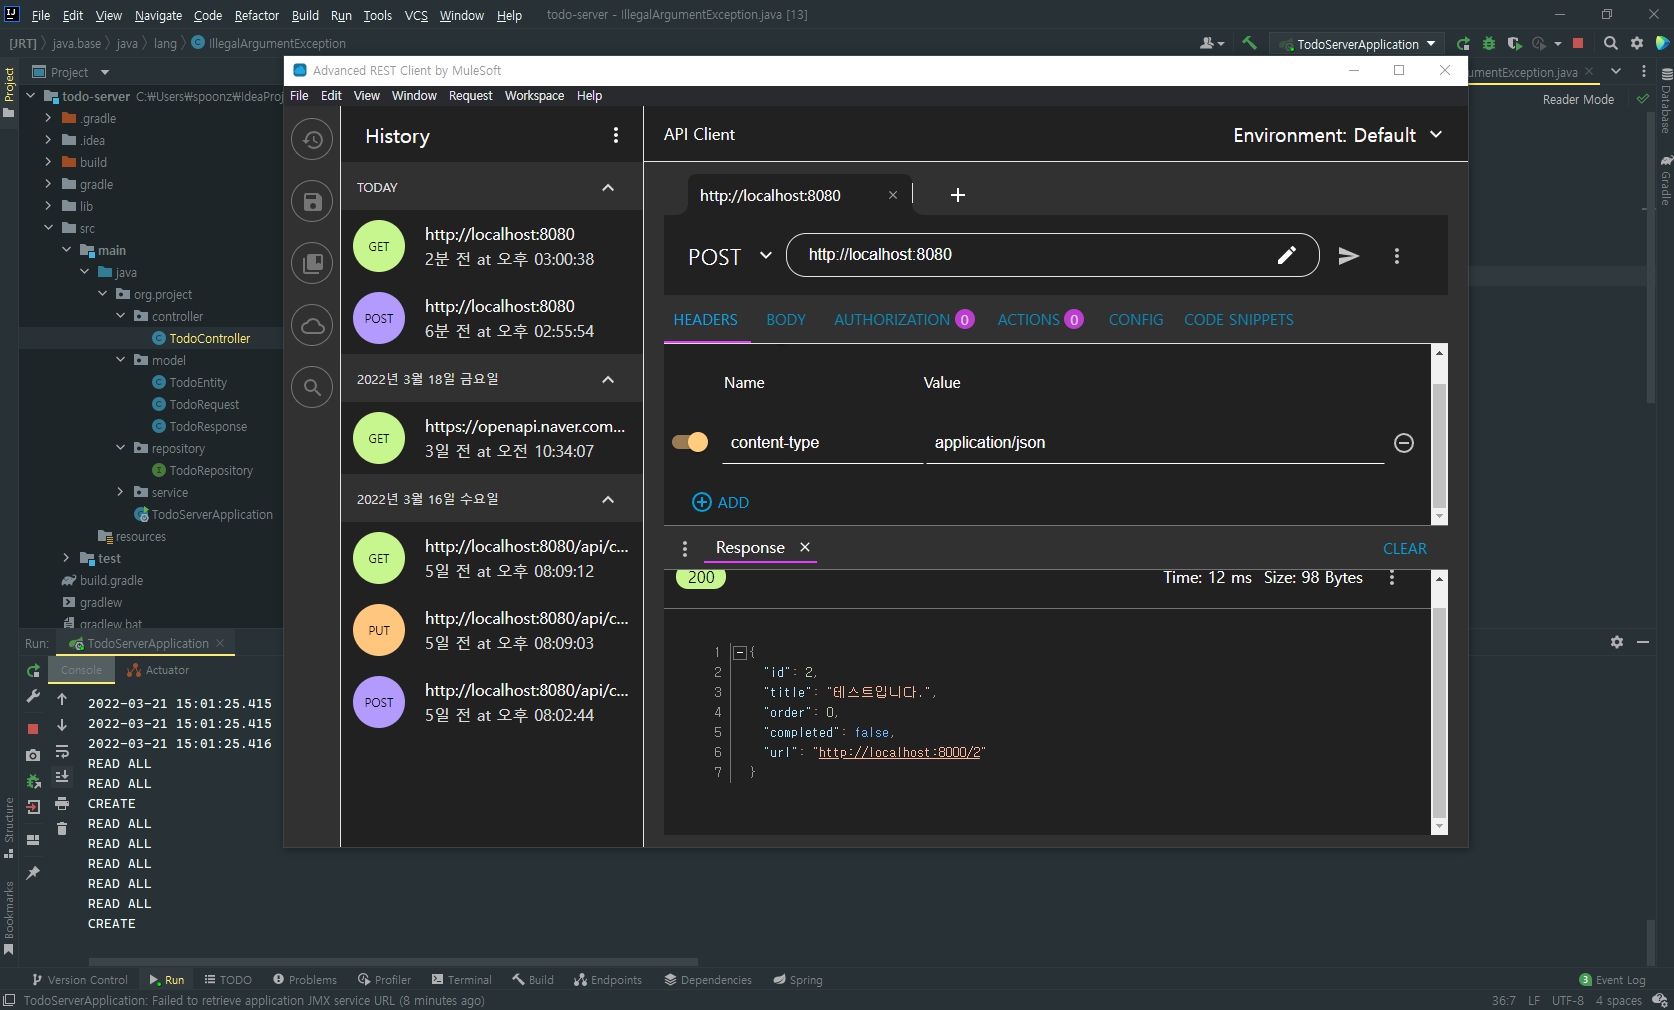 File Edit View Navigate Code Refactor Build Run Tools VCS Window Help todo-server - IllegalArgumentException.java [13]
[JRT] java.base java lang IllegalArgumentException TodoServerApplication
Project
Project
todo-server C:₩Users₩spoonz₩IdeaProj
.gradle
.idea
build
gradle
lib
src
main
java
org.project
controller
TodoController
model
TodoEntity
TodoRequest
TodoResponse
repository
TodoRepository
service
TodoServerApplication
resources
test
build.gradle
gradlew
gradlew.bat
umentException.java
Reader Mode
Database
Gradle
Advanced REST Client by MuleSoft
File Edit View Window Request Workspace Help
History
TODAY
GET http://localhost:8080
2분 전 at 오후 03:00:38
POST http://localhost:8080
6분 전 at 오후 02:55:54
2022년 3월 18일 금요일
GET https://openapi.naver.com...
3일 전 at 오전 10:34:07
2022년 3월 16일 수요일
GET http://localhost:8080/api/c...
5일 전 at 오후 08:09:12
PUT http://localhost:8080/api/c...
5일 전 at 오후 08:09:03
POST http://localhost:8080/api/c...
5일 전 at 오후 08:02:44
API Client Environment: Default
http://localhost:8080
POST http://localhost:8080
HEADERS BODY AUTHORIZATION 0 ACTIONS 0 CONFIG CODE SNIPPETS
Name Value
content-type application/json
ADD
Response CLEAR
200 Time: 12 ms Size: 98 Bytes
1 {
2 "id": 2,
3 "title": "테스트입니다.",
4 "order": 0,
5 "completed": false,
6 "url": "http://localhost:8000/2"
7 }
Run: TodoServerApplication
Console Actuator
2022-03-21 15:01:25.415
2022-03-21 15:01:25.415
2022-03-21 15:01:25.416
READ ALL
READ ALL
CREATE
READ ALL
READ ALL
READ ALL
READ ALL
READ ALL
CREATE
Structure
Bookmarks
Version Control Run TODO Problems Profiler Terminal Build Endpoints Dependencies Spring 3 Event Log
TodoServerApplication: Failed to retrieve application JMX service URL (8 minutes ago) 36:7 LF UTF-8 4 spaces